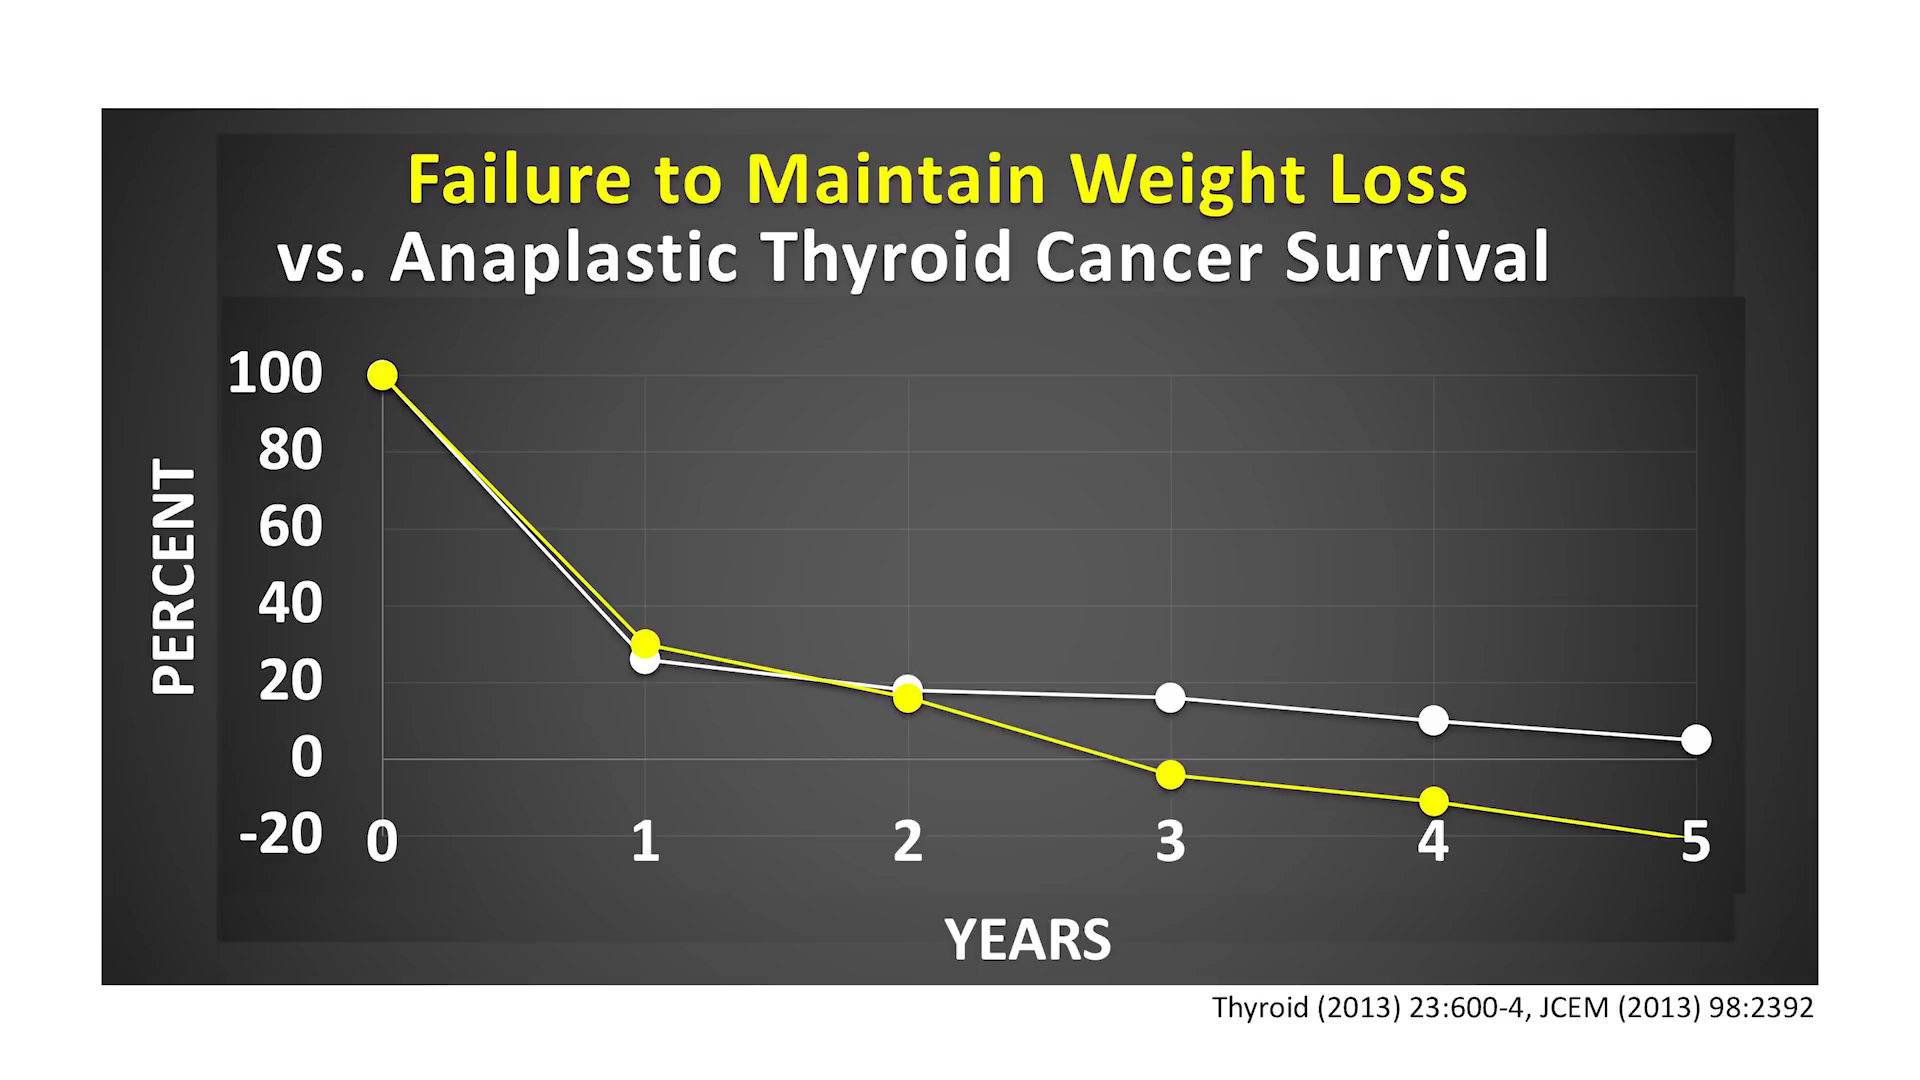 Failure to Maintain Weight Loss
vs. Anaplastic Thyroid Cancer Survival
100
80
60
40
20
0
-20
PERCENT
0 1 2 3 4 5
YEARS
Thyroid (2013) 23:600-4, JCEM (2013) 98:2392